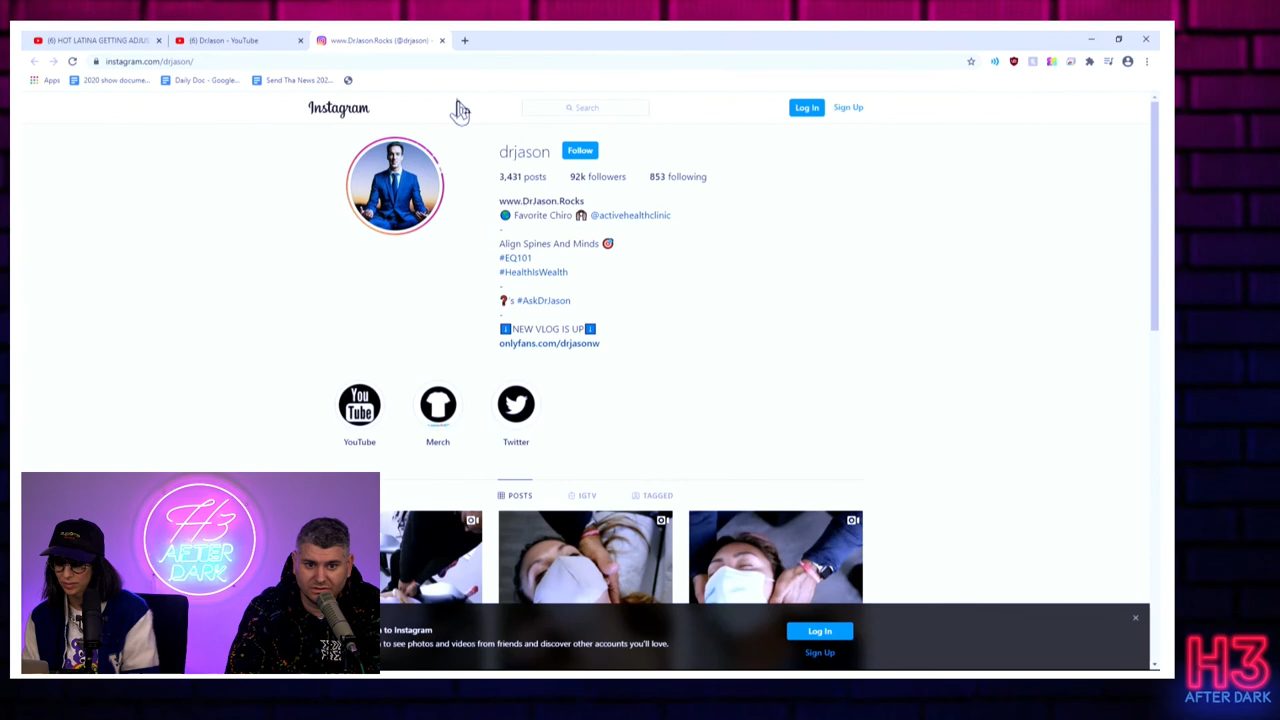 (6) HOT LATINA GETTING ADJUS
(6) DrJason - YouTube
www.DrJason.Rocks (@drjason) -
instagram.com/drjason/
Apps
2020 show docume...
Daily Doc - Google...
Send Tha News 202...
Instagram
Search
Log In
Sign Up
drjason
Follow
3,431 posts
92k followers
853 following
www.DrJason.Rocks
Favorite Chiro @activehealthclinic
-
Align Spines And Minds
#EQ101
#HealthIsWealth
-
's #AskDrJason
-
NEW VLOG IS UP
onlyfans.com/drjasonw
You
Tube
YouTube
Merch
Twitter
POSTS
IGTV
TAGGED
to Instagram
to see photos and videos from friends and discover other accounts you'll love.
Log In
Sign Up
H3
AFTER
DARK
H3
AFTER DARK